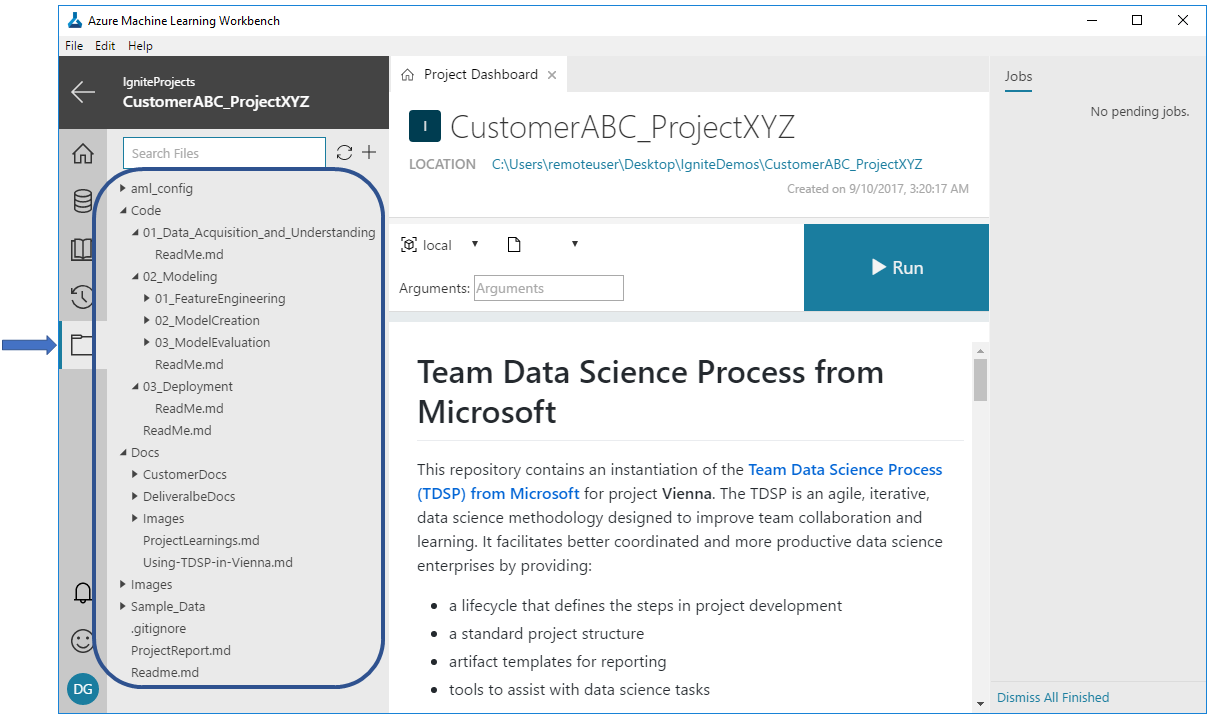 Azure Machine Learning Workbench
File Edit Help
IgniteProjects
CustomerABC_ProjectXYZ
Search Files
aml_config
Code
01_Data_Acquisition_and_Understanding
ReadMe.md
02_Modeling
01_FeatureEngineering
02_ModelCreation
03_ModelEvaluation
ReadMe.md
03_Deployment
ReadMe.md
ReadMe.md
Docs
CustomerDocs
DeliveralbeDocs
Images
ProjectLearnings.md
Using-TDSP-in-Vienna.md
Images
Sample_Data
.gitignore
ProjectReport.md
Readme.md
DG
Project Dashboard
I CustomerABC_ProjectXYZ
LOCATION C:\Users\remoteuser\Desktop\IgniteDemos\CustomerABC_ProjectXYZ
Created on 9/10/2017, 3:20:17 AM
local
Arguments: Arguments
Run
Team Data Science Process from
Microsoft
This repository contains an instantiation of the Team Data Science Process
(TDSP) from Microsoft for project Vienna. The TDSP is an agile, iterative,
data science methodology designed to improve team collaboration and
learning. It facilitates better coordinated and more productive data science
enterprises by providing:
• a lifecycle that defines the steps in project development
• a standard project structure
• artifact templates for reporting
• tools to assist with data science tasks
Jobs
No pending jobs.
Dismiss All Finished